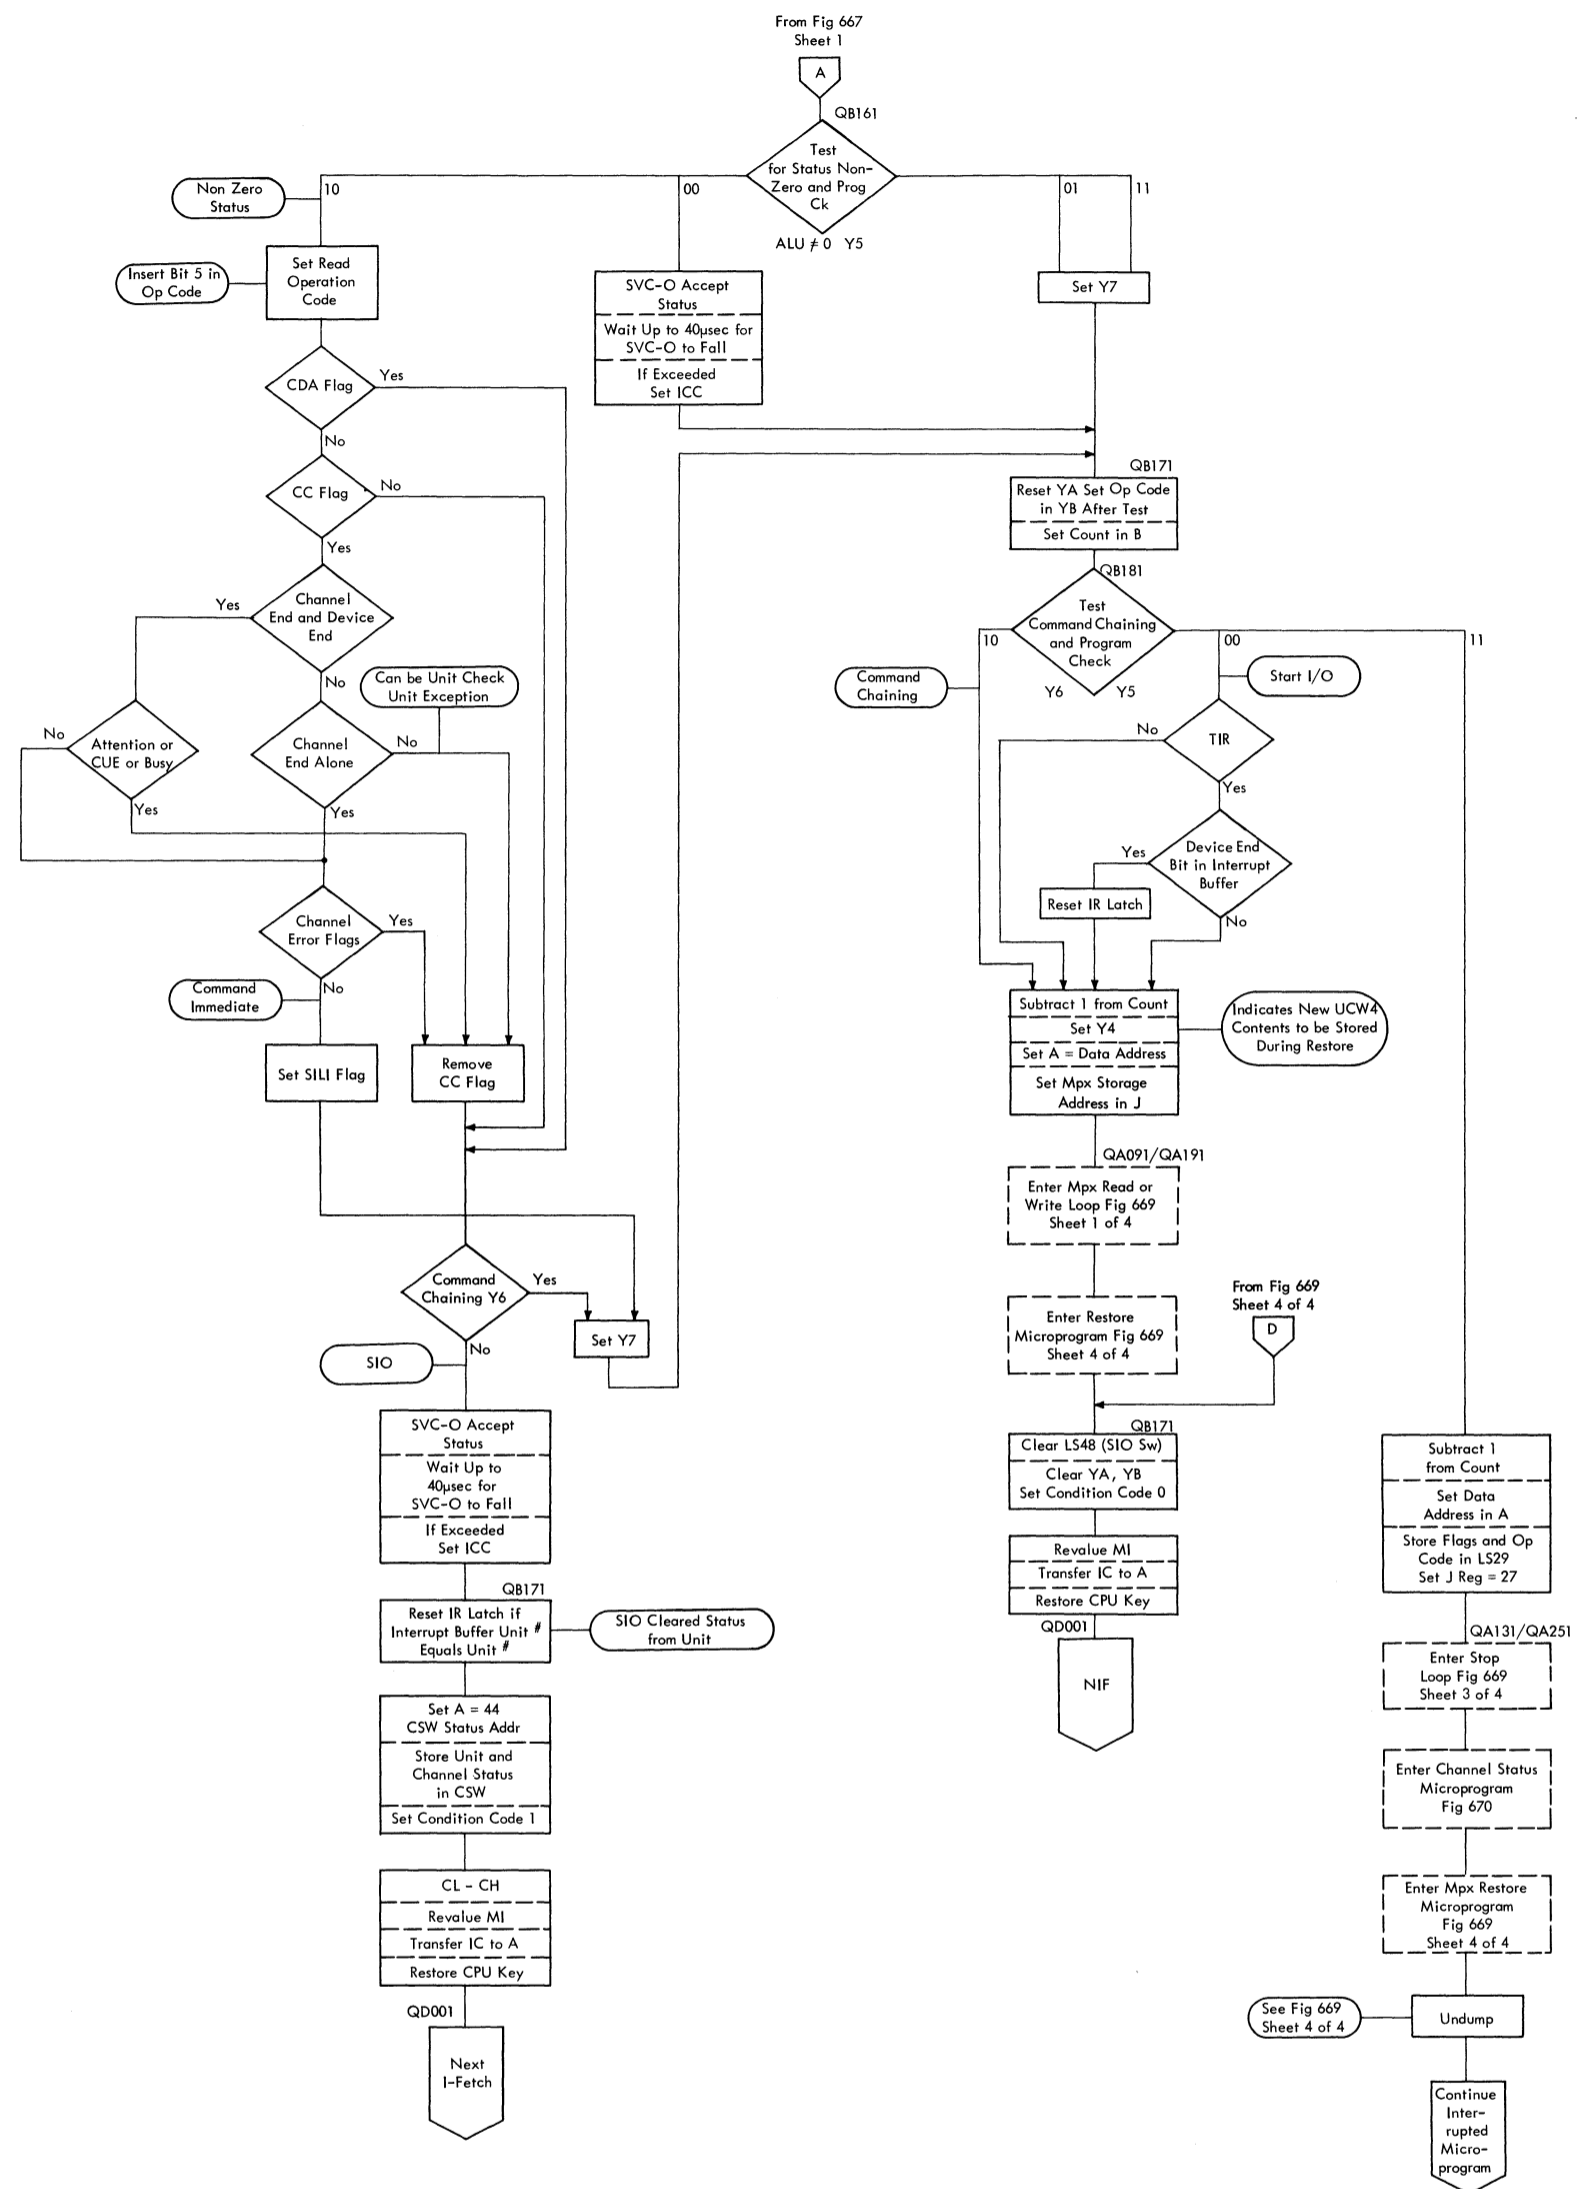 From Fig 667
Sheet 1
A
QB161
Test
for Status Non-
Zero and Prog
Ck
ALU ≠ 0 Y5
10
00
01
11
Non Zero
Status
Insert Bit 5 in
Op Code
Set Read
Operation
Code
SVC-O Accept
Status
Wait Up to 40µsec for
SVC-O to Fall
If Exceeded
Set ICC
Set Y7
CDA Flag
Yes
No
CC Flag
No
Yes
Channel
End and Device
End
Yes
No
Can be Unit Check
Unit Exception
Attention or
CUE or Busy
No
Yes
Channel
End Alone
No
Yes
Channel
Error Flags
Yes
No
Command
Immediate
Set SILI Flag
Remove
CC Flag
Command
Chaining Y6
Yes
No
Set Y7
SIO
SVC-O Accept
Status
Wait Up to
40µsec for
SVC-O to Fall
If Exceeded
Set ICC
QB171
Reset IR Latch if
Interrupt Buffer Unit #
Equals Unit #
SIO Cleared Status
from Unit
Set A = 44
CSW Status Addr
Store Unit and
Channel Status
in CSW
Set Condition Code 1
CL - CH
Revalue MI
Transfer IC to A
Restore CPU Key
QD001
Next
I-Fetch
QB171
Reset YA Set Op Code
in YB After Test
Set Count in B
QB181
Test
Command Chaining
and Program
Check
Y6 Y5
10
00
11
Command
Chaining
Start I/O
TIR
No
Yes
Device End
Bit in Interrupt
Buffer
Yes
No
Reset IR Latch
Subtract 1 from Count
Set Y4
Set A = Data Address
Set Mpx Storage
Address in J
Indicates New UCW4
Contents to be Stored
During Restore
QA091/QA191
Enter Mpx Read or
Write Loop Fig 669
Sheet 1 of 4
Enter Restore
Microprogram Fig 669
Sheet 4 of 4
From Fig 669
Sheet 4 of 4
D
QB171
Clear LS48 (SIO Sw)
Clear YA, YB
Set Condition Code 0
Revalue MI
Transfer IC to A
Restore CPU Key
QD001
NIF
Subtract 1
from Count
Set Data
Address in A
Store Flags and Op
Code in LS29
Set J Reg = 27
QA131/QA251
Enter Stop
Loop Fig 669
Sheet 3 of 4
Enter Channel Status
Microprogram
Fig 670
Enter Mpx Restore
Microprogram
Fig 669
Sheet 4 of 4
See Fig 669
Sheet 4 of 4
Undump
Continue
Inter-
rupted
Micro-
program